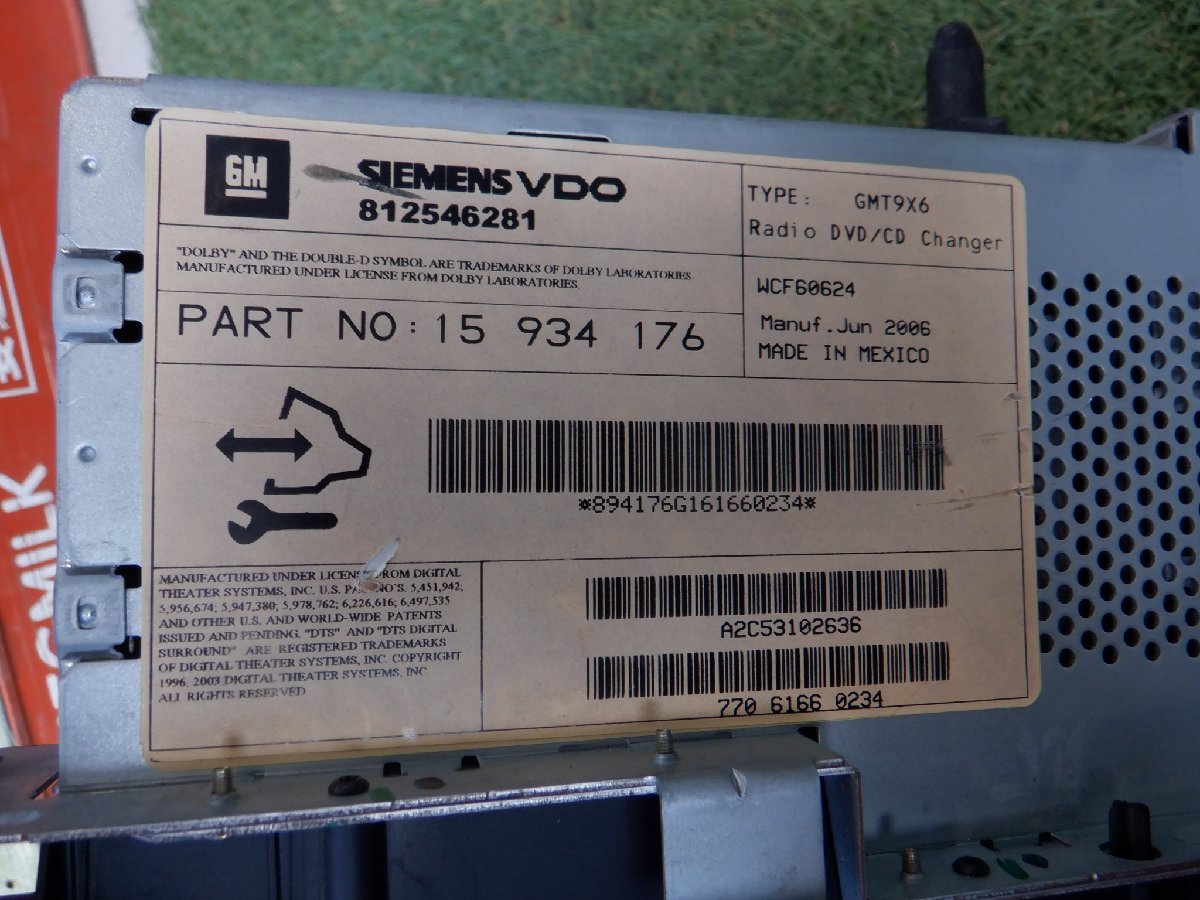 GM
SIEMENS VDO
812546281
TYPE: GMT9X6
Radio DVD/CD Changer
"DOLBY" AND THE DOUBLE-D SYMBOL ARE TRADEMARKS OF DOLBY LABORATORIES
MANUFACTURED UNDER LICENSE FROM DOLBY LABORATORIES.
WCF60624
Manuf.Jun 2006
MADE IN MEXICO
PART NO: 15 934 176
*894176G161660234*
MANUFACTURED UNDER LICENSE FROM DIGITAL
THEATER SYSTEMS, INC. U.S. PAT. NO'S. 5,451,942;
5,956,674; 5,947,380; 5,978,762; 6,226,616; 6,497,535
AND OTHER U.S. AND WORLD-WIDE PATENTS
ISSUED AND PENDING. "DTS" AND "DTS DIGITAL
SURROUND" ARE REGISTERED TRADEMARKS
OF DIGITAL THEATER SYSTEMS, INC. COPYRIGHT
1996, 2003 DIGITAL THEATER SYSTEMS, INC.
ALL RIGHTS RESERVED
A2C53102636
770 6166 0234
MILK